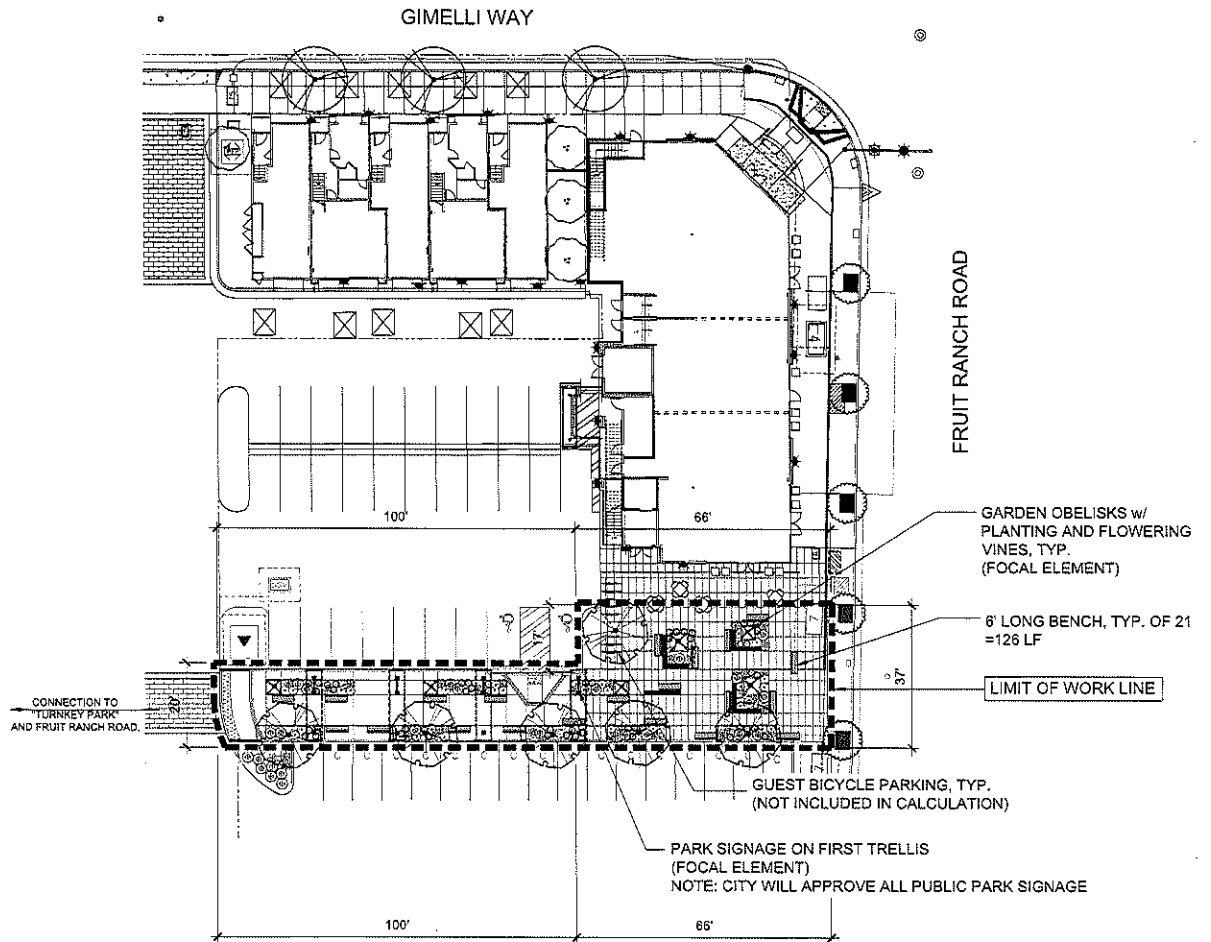 GIMELLI WAY
FRUIT RANCH ROAD
100'
66'
GARDEN OBELISKS w/
PLANTING AND FLOWERING
VINES, TYP.
(FOCAL ELEMENT)
6' LONG BENCH, TYP. OF 21
=126 LF
LIMIT OF WORK LINE
37'
17'
20'
CONNECTION TO
"TURNKEY PARK"
AND FRUIT RANCH ROAD.
GUEST BICYCLE PARKING, TYP.
(NOT INCLUDED IN CALCULATION)
PARK SIGNAGE ON FIRST TRELLIS
(FOCAL ELEMENT)
NOTE: CITY WILL APPROVE ALL PUBLIC PARK SIGNAGE
100'
66'